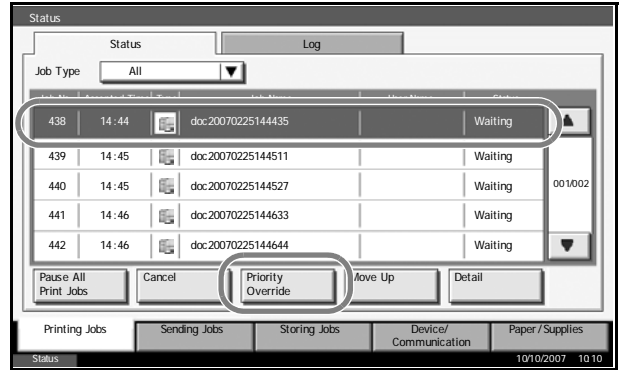 Status
Status Log
Job Type All
438 14:44 doc20070225144435 Waiting
439 14:45 doc20070225144511 Waiting
440 14:45 doc20070225144527 Waiting
001/002
441 14:46 doc20070225144633 Waiting
442 14:46 doc20070225144644 Waiting
Pause All
Print Jobs
Cancel
Priority
Override
Move Up
Detail
Printing Jobs
Sending Jobs
Storing Jobs
Device/
Communication
Paper/Supplies
Status 10/10/2007 10:10